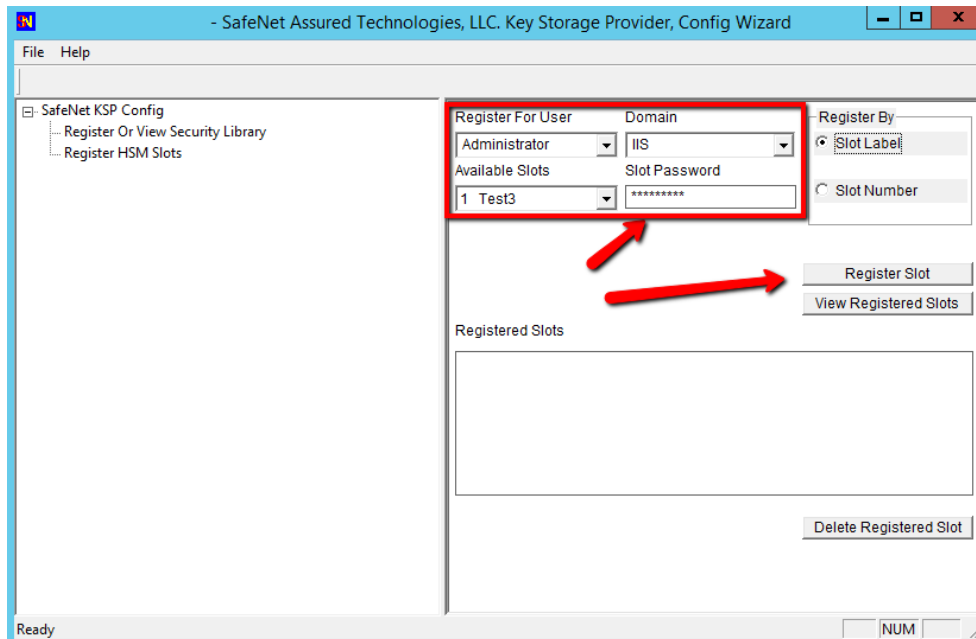 - SafeNet Assured Technologies, LLC. Key Storage Provider, Config Wizard
File Help
SafeNet KSP Config
Register Or View Security Library
Register HSM Slots
Register For User Domain
Administrator IIS
Available Slots Slot Password
1 Test3 *********
Register By
Slot Label
Slot Number
Register Slot
View Registered Slots
Registered Slots
Delete Registered Slot
Ready NUM